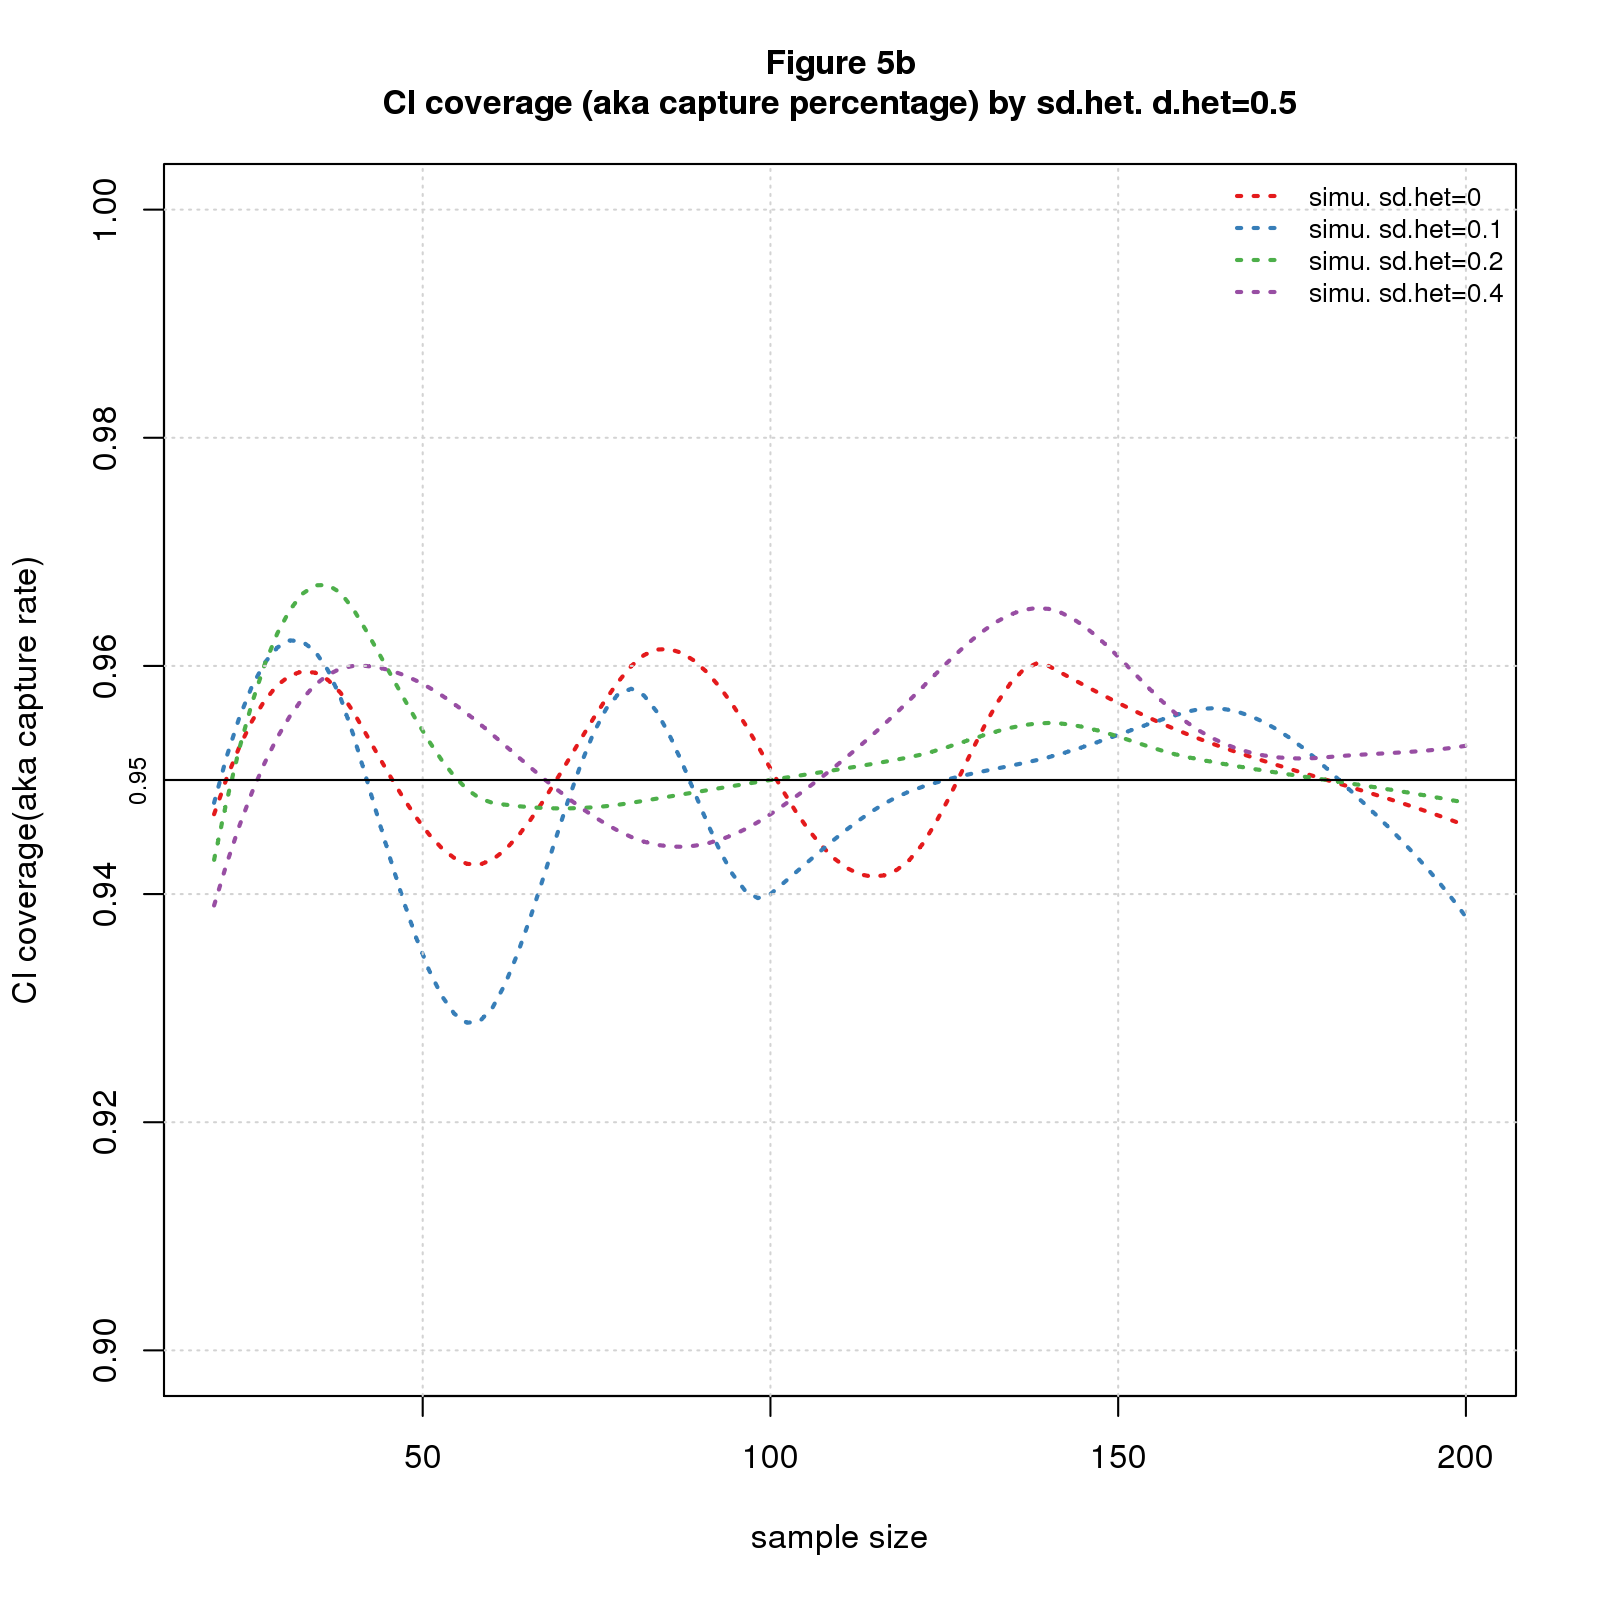 Figure 5b
CI coverage (aka capture percentage) by sd.het. d.het=0.5
simu. sd.het=0
simu. sd.het=0.1
simu. sd.het=0.2
simu. sd.het=0.4
CI coverage(aka capture rate)
1.00
0.98
0.96
0.95
0.94
0.92
0.90
50 100 150 200
sample size